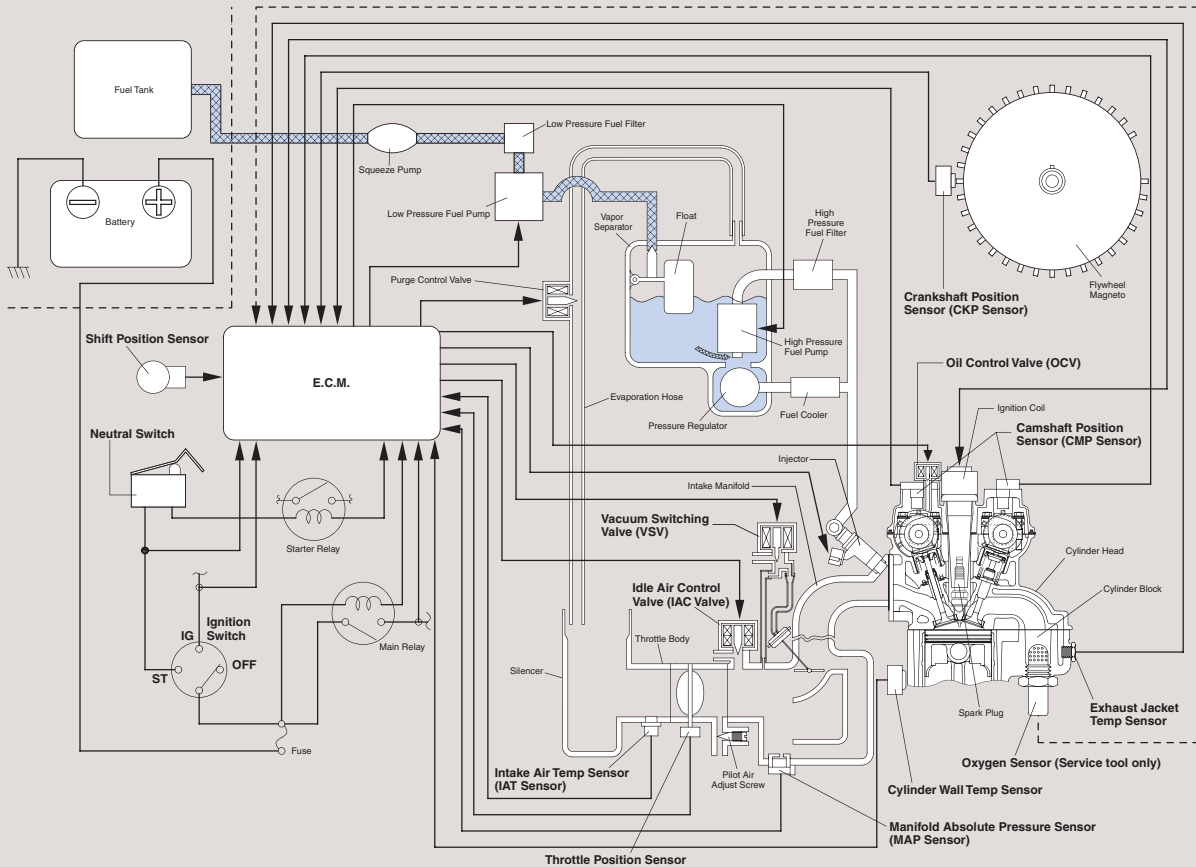 Fuel Tank
Low Pressure Fuel Filter
Squeeze Pump
Low Pressure Fuel Pump
Battery
Vapor
Separator
Float
High
Pressure
Fuel Filter
Flywheel
Magneto
Purge Control Valve
Crankshaft Position
Sensor (CKP Sensor)
Shift Position Sensor
High Pressure
Fuel Pump
E.C.M.
Oil Control Valve (OCV)
Evaporation Hose
Fuel Cooler
Ignition Coil
Pressure Regulator
Camshaft Position
Sensor (CMP Sensor)
Neutral Switch
Injector
Intake Manifold
Vacuum Switching
Valve (VSV)
Starter Relay
Cylinder Head
Idle Air Control
Valve (IAC Valve)
Cylinder Block
Ignition
Switch
IG
OFF
ST
Main Relay
Throttle Body
Silencer
Spark Plug
Exhaust Jacket
Temp Sensor
Fuse
Intake Air Temp Sensor
(IAT Sensor)
Pilot Air
Adjust Screw
Oxygen Sensor (Service tool only)
Cylinder Wall Temp Sensor
Manifold Absolute Pressure Sensor
(MAP Sensor)
Throttle Position Sensor